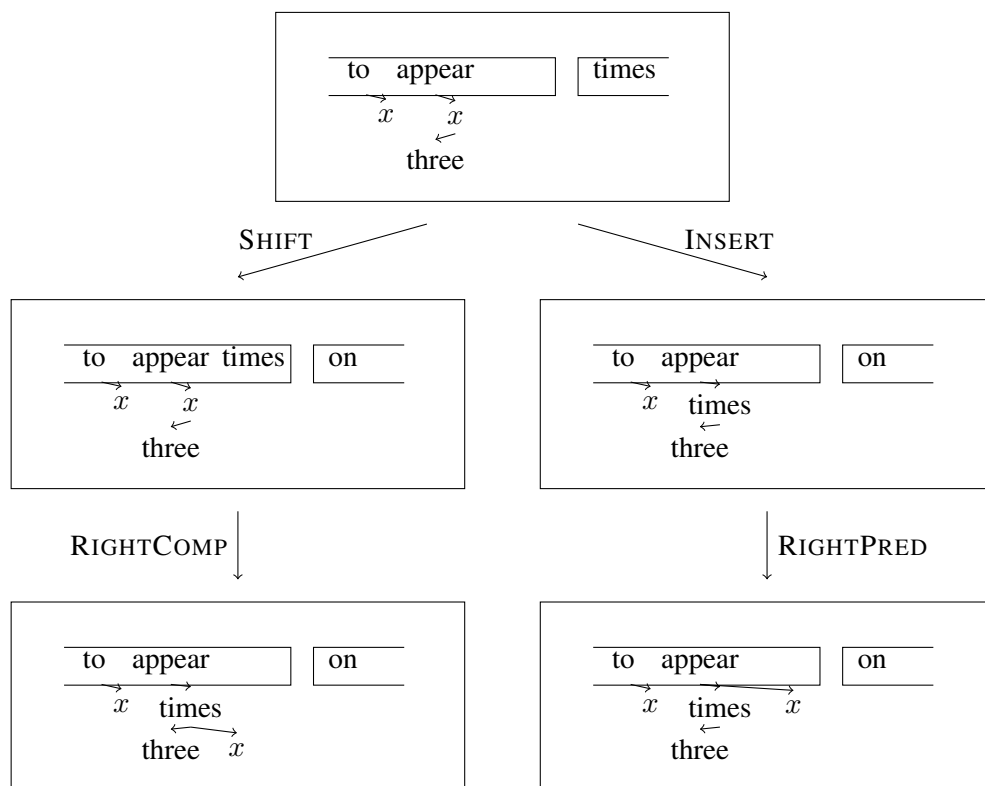 to appear times
x x
three
SHIFT INSERT
to appear times on to appear on
x x x times
three three
RIGHTCOMP RIGHTPRED
to appear on to appear on
x times x times x
three x three